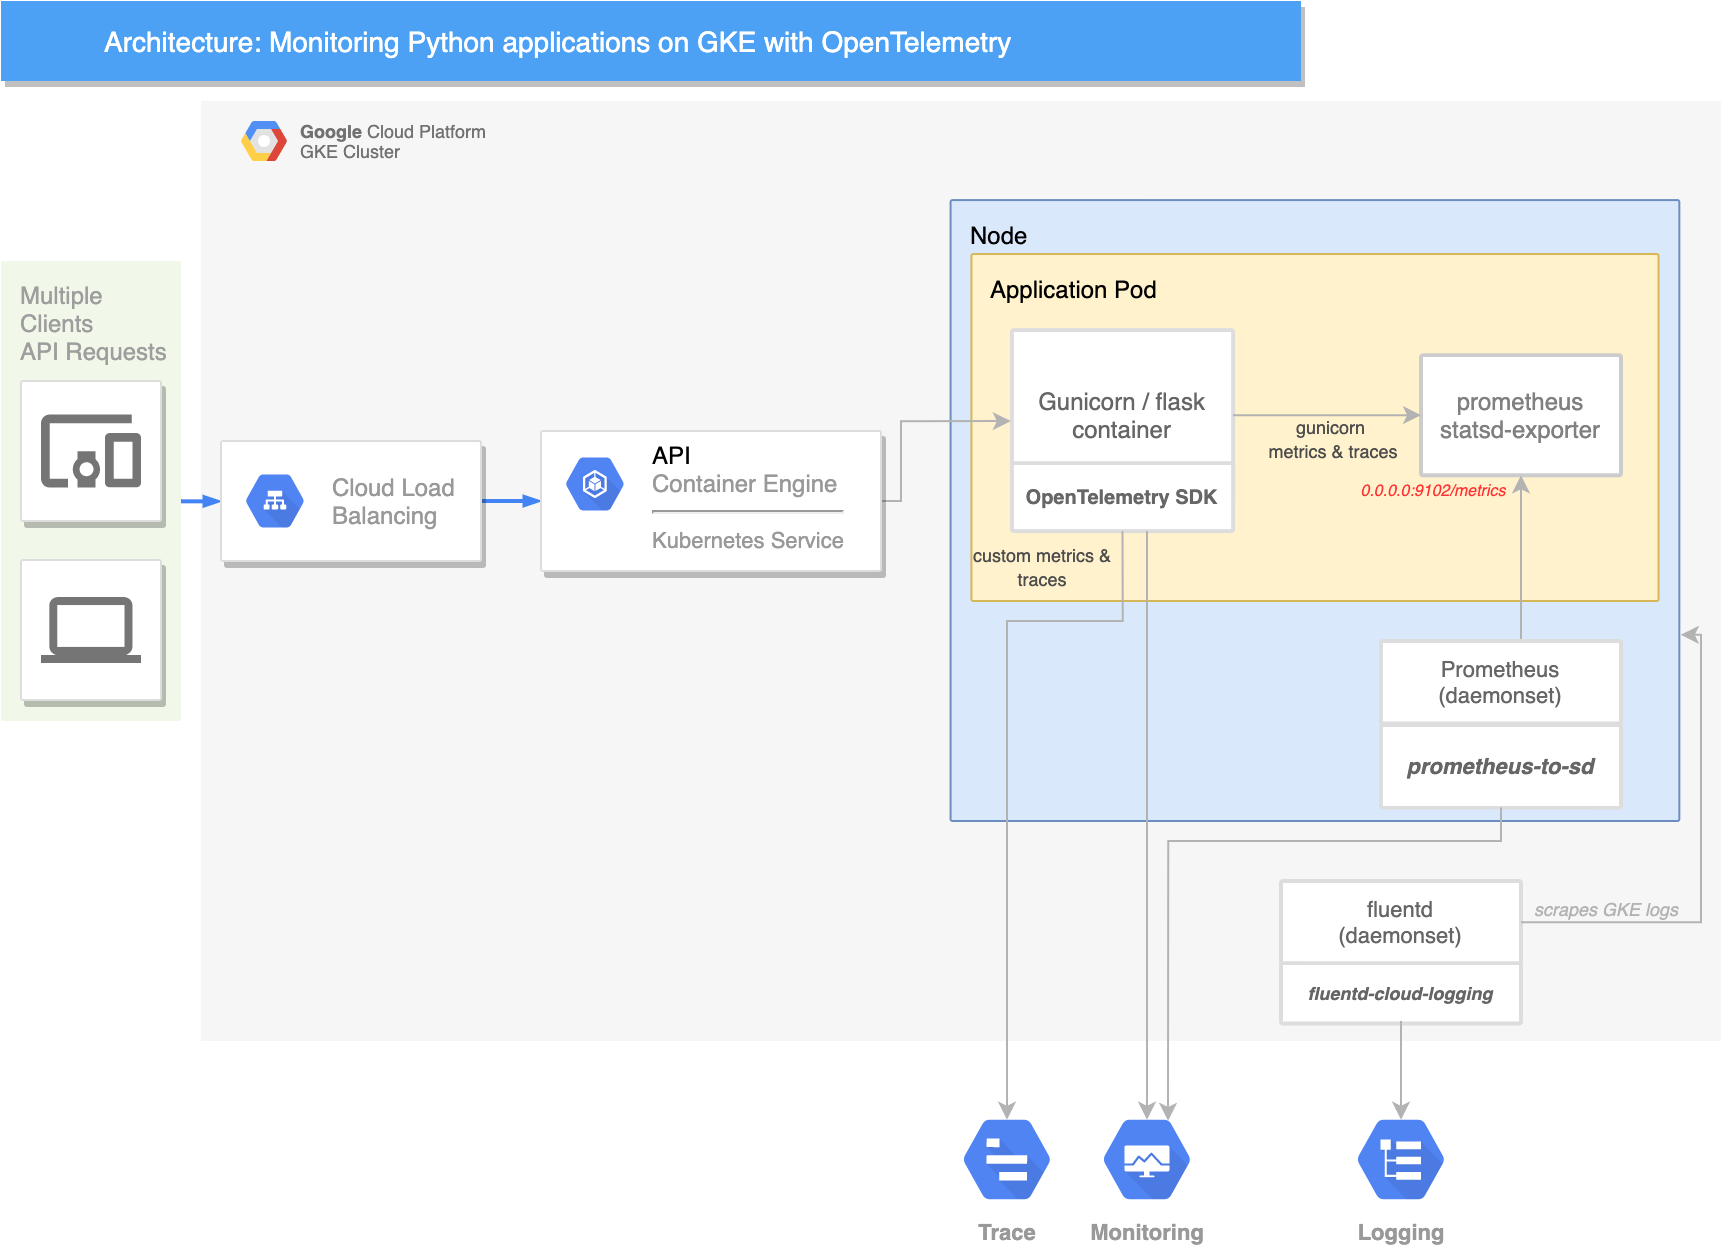 Architecture: Monitoring Python applications on GKE with OpenTelemetry
Google Cloud Platform
GKE Cluster
Multiple
Clients
API Requests
Cloud Load
Balancing
API
Container Engine
Kubernetes Service
Node
Application Pod
Gunicorn / flask
container
OpenTelemetry SDK
gunicorn
metrics & traces
prometheus
statsd-exporter
0.0.0.0:9102/metrics
custom metrics &
traces
Prometheus
(daemonset)
prometheus-to-sd
fluentd
(daemonset)
fluentd-cloud-logging
scrapes GKE logs
Trace
Monitoring
Logging